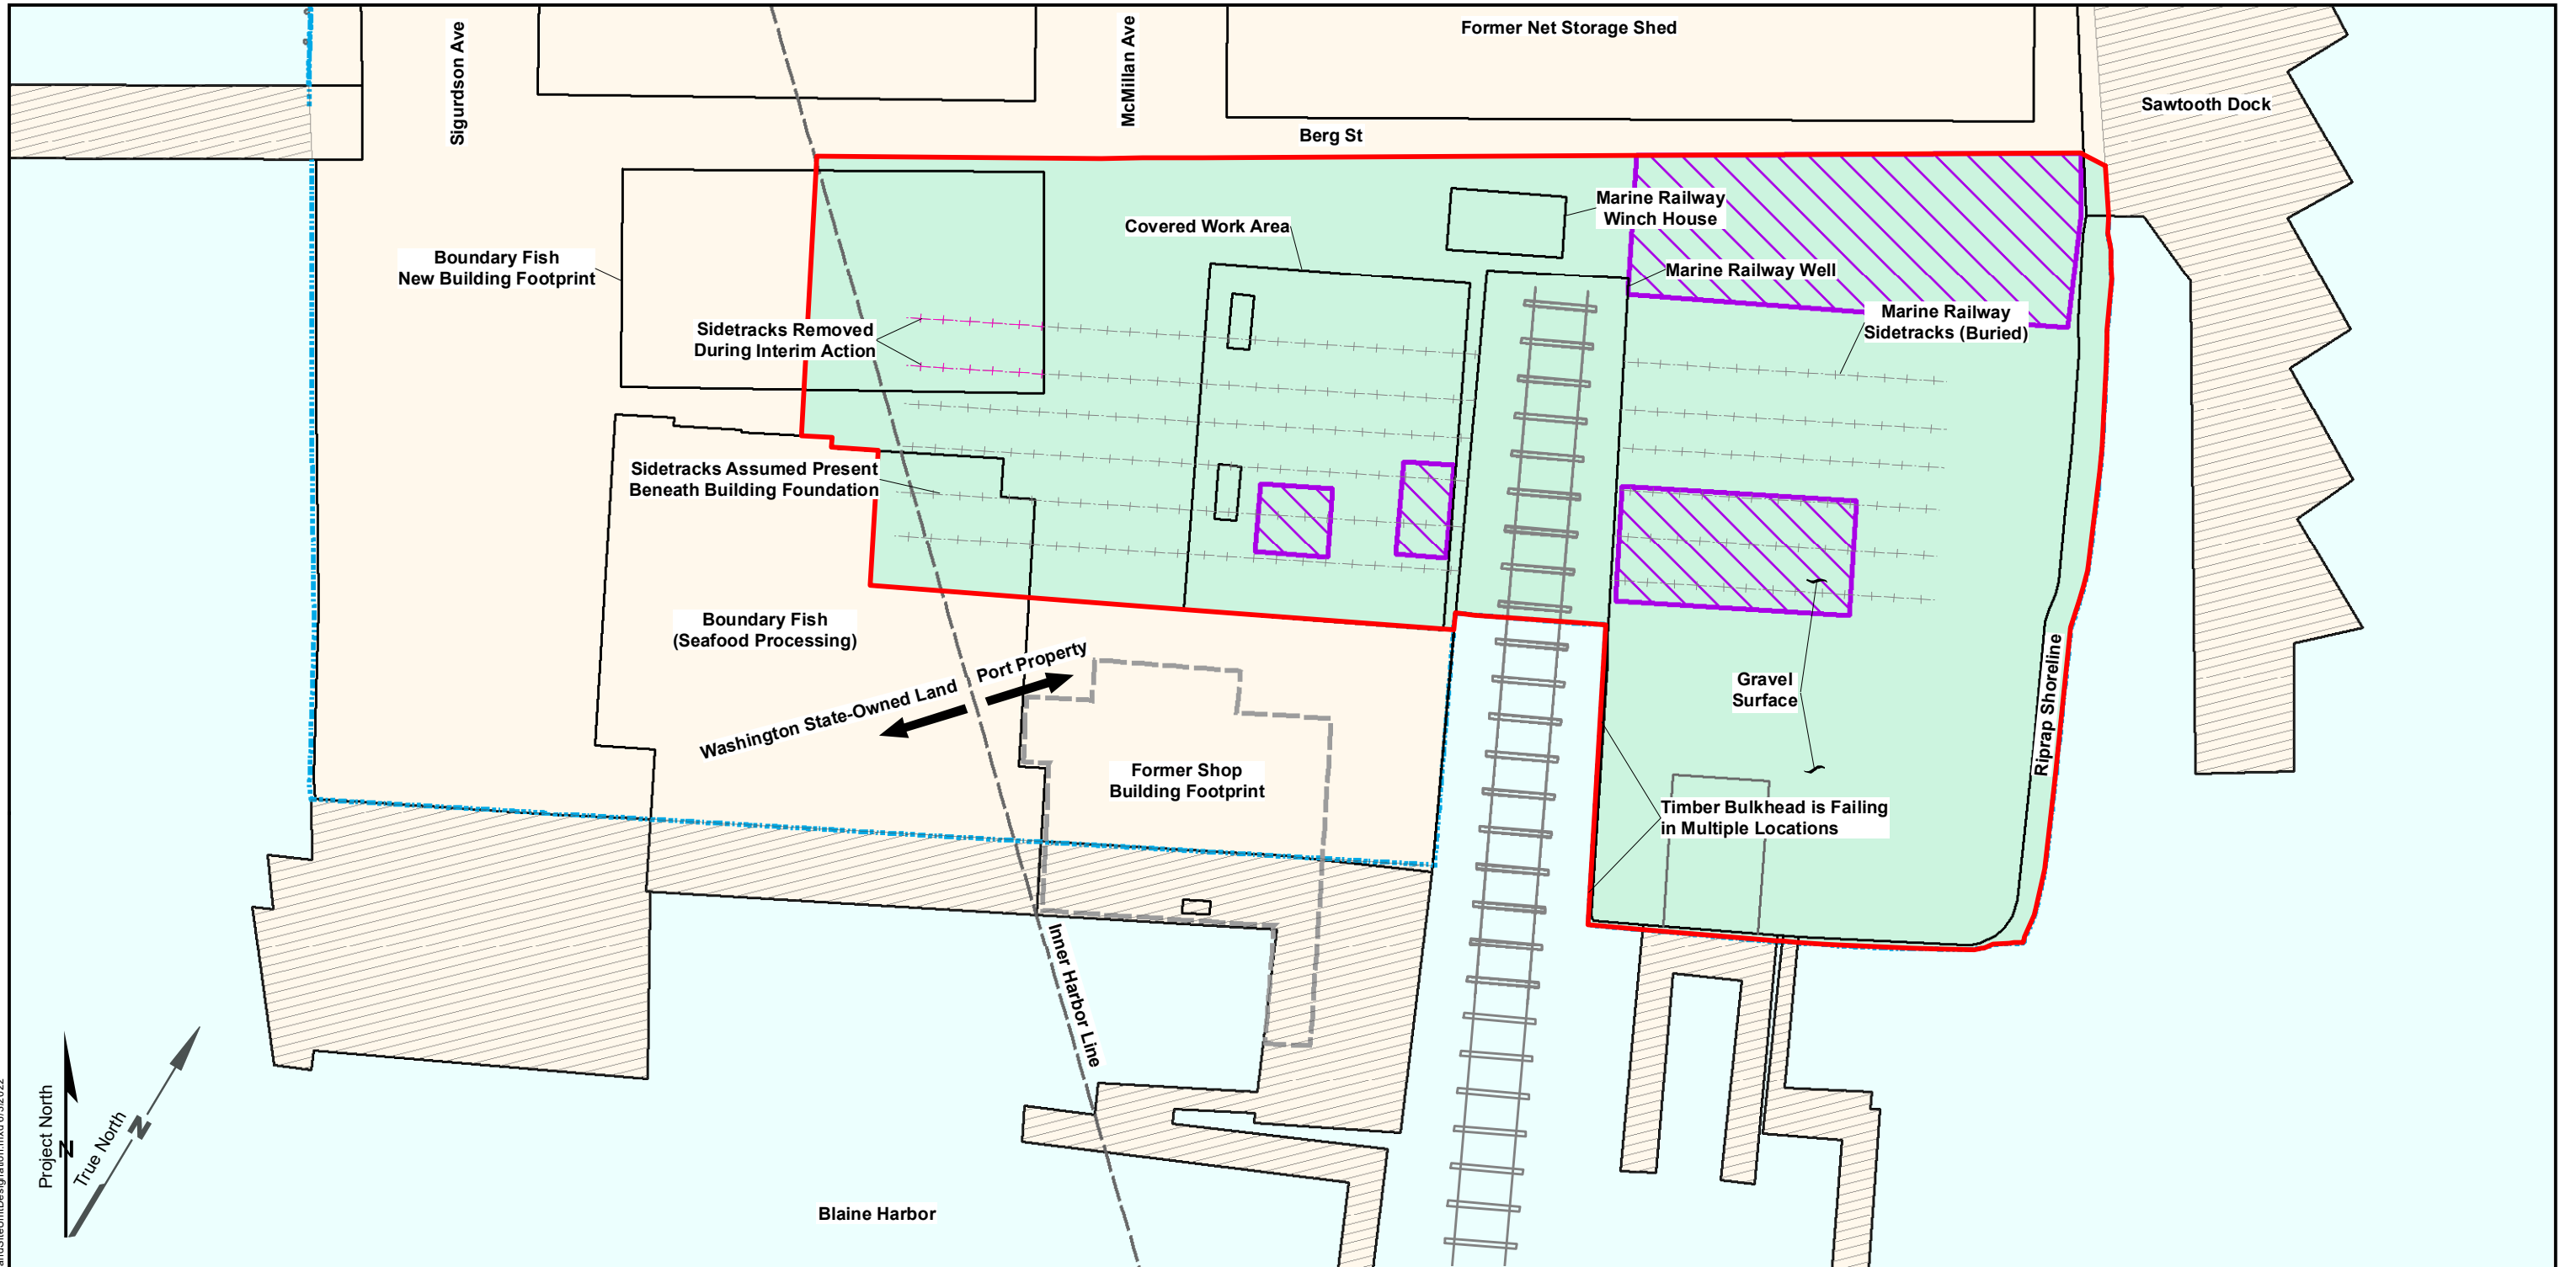 Former Net Storage Shed
Sigurdson Ave
McMillan Ave
Sawtooth Dock
Berg St
Marine Railway
Winch House
Covered Work Area
Boundary Fish
New Building Footprint
Marine Railway Well
Marine Railway
Sidetracks (Buried)
Sidetracks Removed
During Interim Action
Sidetracks Assumed Present
Beneath Building Foundation
Boundary Fish
(Seafood Processing)
Port Property
Washington State-Owned Land
Gravel
Surface
Riprap Shoreline
Former Shop
Building Footprint
Timber Bulkhead is Failing
in Multiple Locations
Inner Harbor Line
Project North
N
True North
N
Blaine Harbor